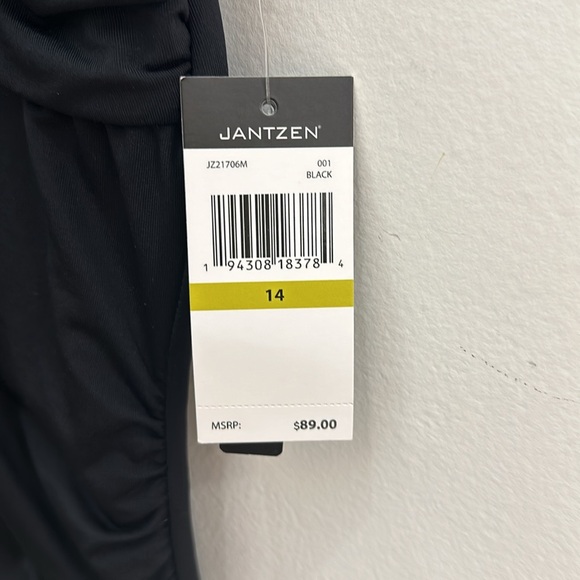 JANTZEN®
JZ21706M 001
BLACK
1 94308 18378 4
14
MSRP: $89.00